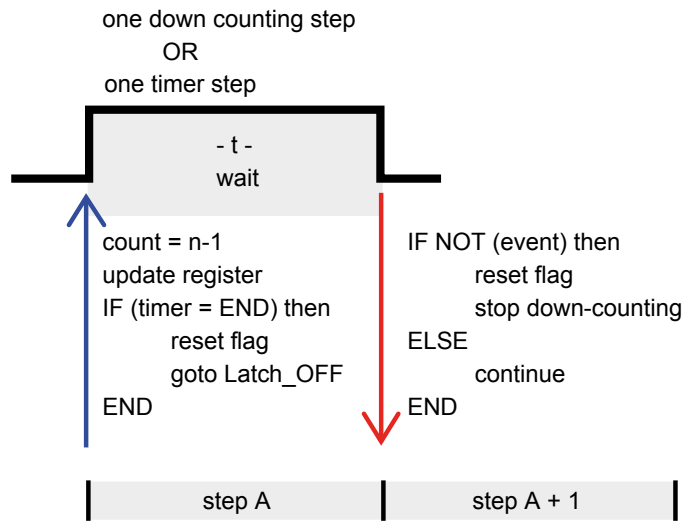 one down counting step
OR
one timer step
- t -
wait
count = n-1
update register
IF (timer = END) then
reset flag
goto Latch_OFF
END
IF NOT (event) then
reset flag
stop down-counting
ELSE
continue
END
step A
step A + 1